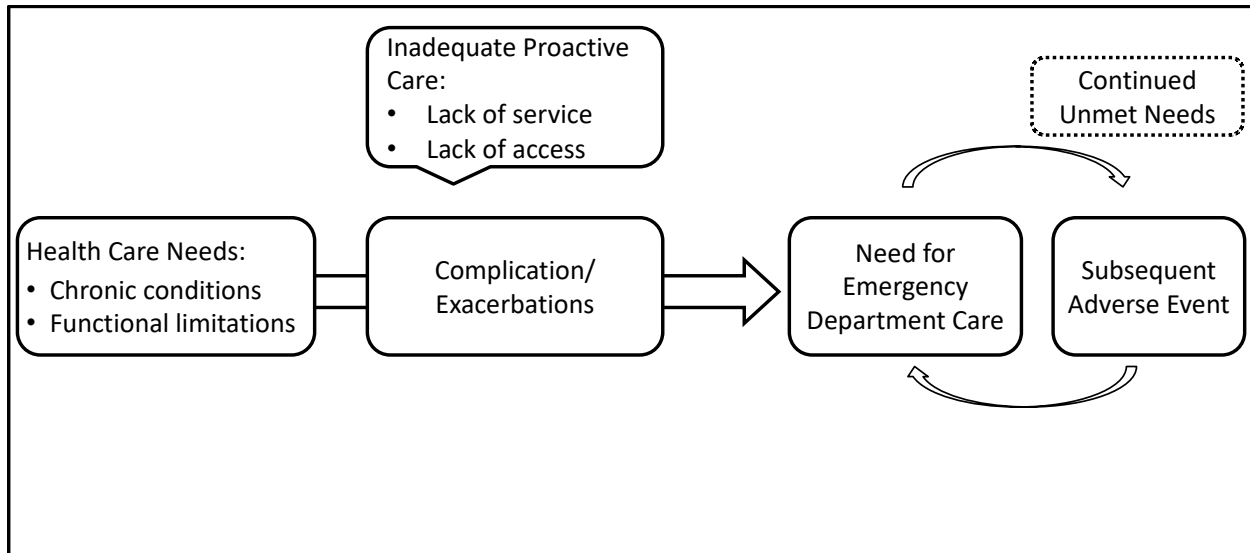 Inadequate Proactive
Care:
• Lack of service
• Lack of access
Continued
Unmet Needs
Health Care Needs:
• Chronic conditions
• Functional limitations
Complication/
Exacerbations
Need for
Emergency
Department Care
Subsequent
Adverse Event